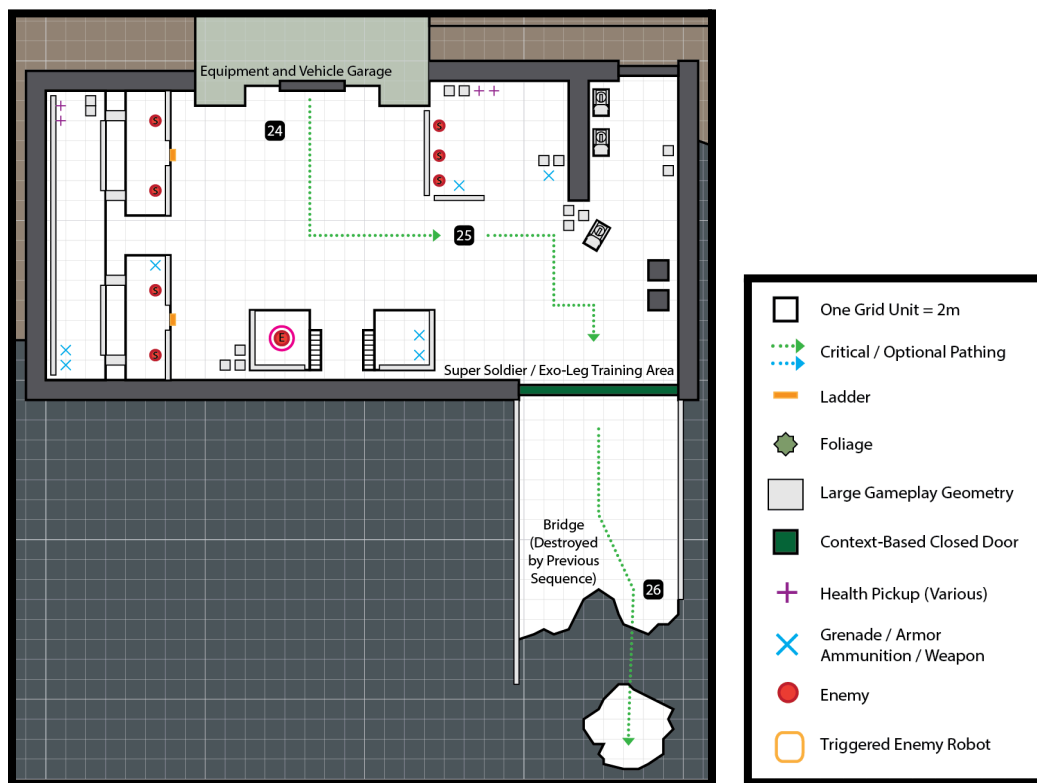 Equipment and Vehicle Garage
24
S
S
S
S
S
25
S
S
E
Super Soldier / Exo-Leg Training Area
Bridge
(Destroyed
by Previous
Sequence)
26
One Grid Unit = 2m
Critical / Optional Pathing
Ladder
Foliage
Large Gameplay Geometry
Context-Based Closed Door
Health Pickup (Various)
Grenade / Armor
Ammunition / Weapon
Enemy
Triggered Enemy Robot